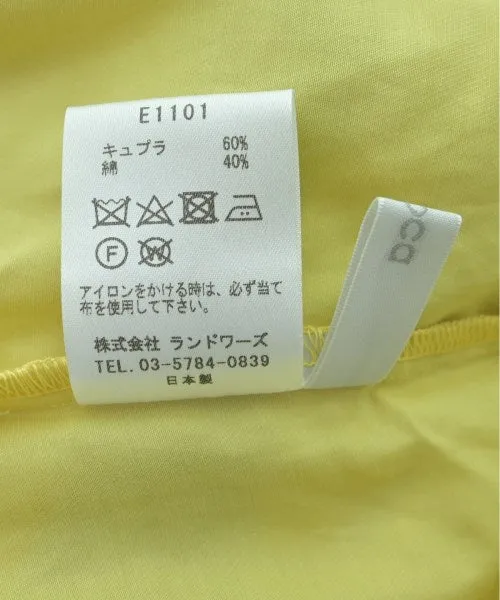 E1101
キュプラ 60%
綿 40%
F
W
アイロンをかける時は、必ず当て
布を使用して下さい。
株式会社 ランドワーズ
TEL. 03-5784-0839
日本製